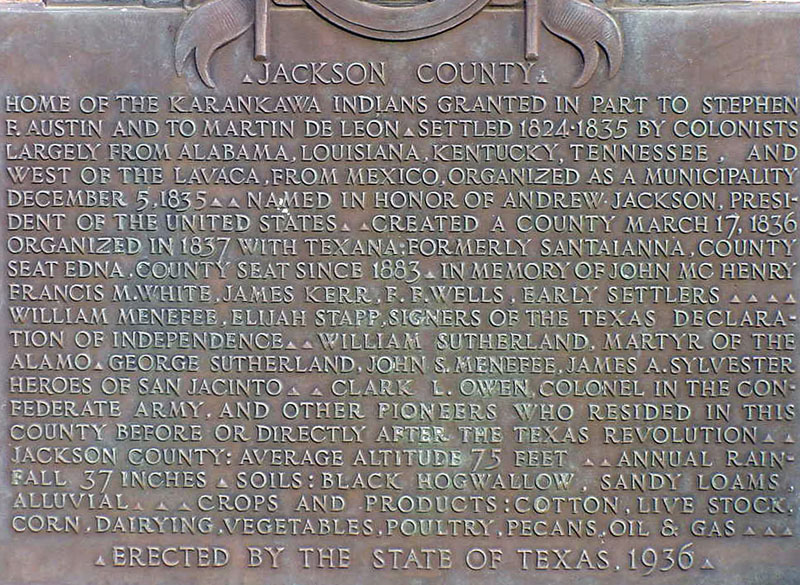 ▲JACKSON COUNTY▲
HOME OF THE KARANKAWA INDIANS GRANTED IN PART TO STEPHEN
F. AUSTIN AND TO MARTIN DE LEON ▲ SETTLED 1824-1835 BY COLONISTS
LARGELY FROM ALABAMA, LOUISIANA, KENTUCKY, TENNESSEE, AND
WEST OF THE LAVACA, FROM MEXICO, ORGANIZED AS A MUNICIPALITY
DECEMBER 5, 1835 ▲ ▲ NAMED IN HONOR OF ANDREW JACKSON, PRESI-
DENT OF THE UNITED STATES ▲ ▲ CREATED A COUNTY MARCH 17, 1836
ORGANIZED IN 1837 WITH TEXANA: FORMERLY SANTAIANNA, COUNTY
SEAT EDNA, COUNTY SEAT SINCE 1883 ▲ IN MEMORY OF JOHN MC HENRY
FRANCIS M. WHITE, JAMES KERR, F. F. WELLS, EARLY SETTLERS ▲ ▲ ▲ ▲
WILLIAM MENEFEE, ELIJAH STAPP, SIGNERS OF THE TEXAS DECLARA-
TION OF INDEPENDENCE ▲ ▲ WILLIAM SUTHERLAND, MARTYR OF THE
ALAMO ▲ GEORGE SUTHERLAND, JOHN S. MENEFEE, JAMES A. SYLVESTER
HEROES OF SAN JACINTO ▲ ▲ CLARK L. OWEN, COLONEL IN THE CON-
FEDERATE ARMY, AND OTHER PIONEERS WHO RESIDED IN THIS
COUNTY BEFORE OR DIRECTLY AFTER THE TEXAS REVOLUTION ▲ ▲
JACKSON COUNTY: AVERAGE ALTITUDE 75 FEET ▲ ▲ ANNUAL RAIN-
FALL 37 INCHES ▲ SOILS: BLACK HOGWALLOW, SANDY LOAMS,
ALLUVIAL ▲ ▲ ▲ CROPS AND PRODUCTS: COTTON, LIVE STOCK,
CORN, DAIRYING, VEGETABLES, POULTRY, PECANS, OIL & GAS ▲ ▲ ▲
▲ ERECTED BY THE STATE OF TEXAS, 1936 ▲